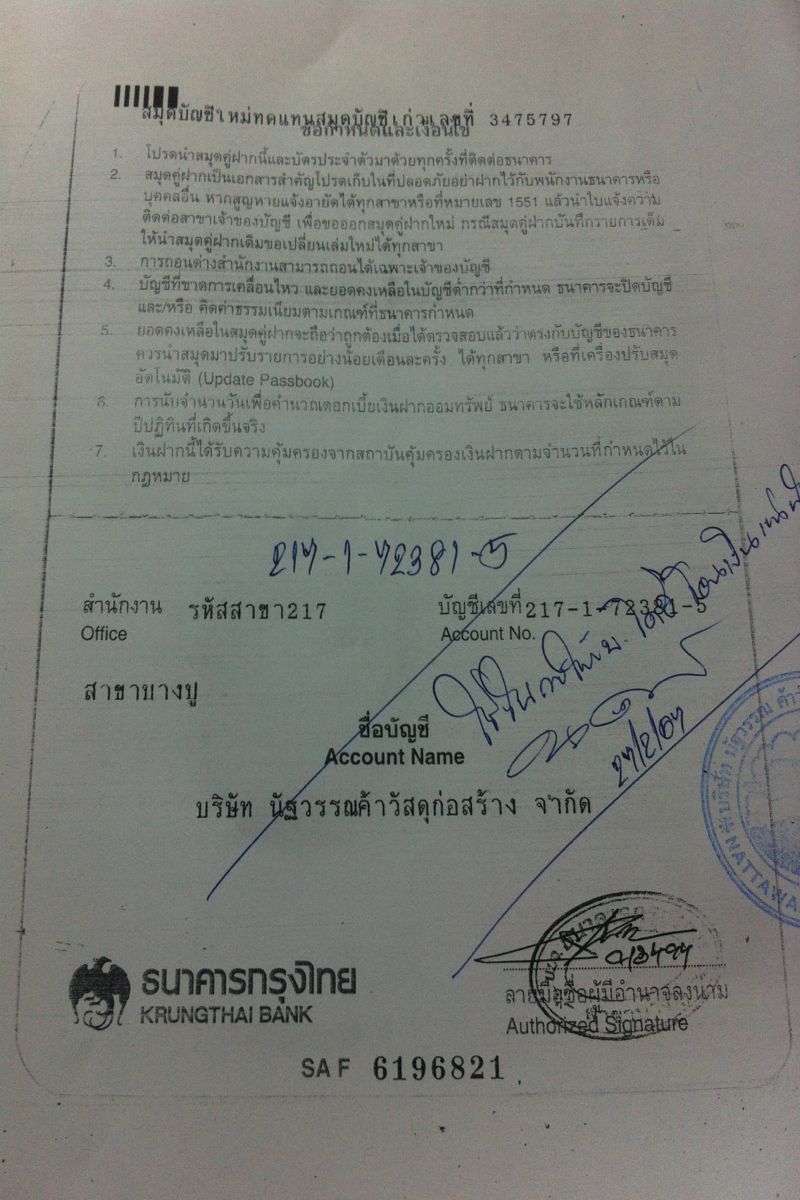 สมุดบัญชีใหม่ทดแทนสมุดบัญชีเก่าเลขที่ 3475797
ข้อกำหนดและเงื่อนไข
1. โปรดนำสมุดคู่ฝากนี้และบัตรประจำตัวมาด้วยทุกครั้งที่ติดต่อธนาคาร
2. สมุดคู่ฝากเป็นเอกสารสำคัญโปรดเก็บในที่ปลอดภัยอย่าฝากไว้กับพนักงานธนาคารหรือ
บุคคลอื่น หากสูญหายแจ้งอายัดได้ทุกสาขาหรือที่หมายเลข 1551 แล้วนำใบแจ้งความ
ติดต่อสาขาเจ้าของบัญชี เพื่อขอออกสมุดคู่ฝากใหม่ กรณีสมุดคู่ฝากบันทึกรายการเต็ม
ให้นำสมุดคู่ฝากเดิมขอเปลี่ยนเล่มใหม่ได้ทุกสาขา
3. การถอนต่างสำนักงานสามารถถอนได้เฉพาะเจ้าของบัญชี
4. บัญชีที่ขาดการเคลื่อนไหว และยอดคงเหลือในบัญชีต่ำกว่าที่กำหนด ธนาคารจะปิดบัญชี
และ/หรือ คิดค่าธรรมเนียมตามเกณฑ์ที่ธนาคารกำหนด
5. ยอดคงเหลือในสมุดคู่ฝากจะถือว่าถูกต้องเมื่อได้ตรวจสอบแล้วว่าตรงกับบัญชีของธนาคาร
ควรนำสมุดมาปรับรายการอย่างน้อยเดือนละครั้ง ได้ทุกสาขา หรือที่เครื่องปรับสมุด
อัตโนมัติ (Update Passbook)
6. การนับจำนวนวันเพื่อคำนวณดอกเบี้ยเงินฝากออมทรัพย์ ธนาคารจะใช้หลักเกณฑ์ตาม
ปีปฏิทินที่เกิดขึ้นจริง
7. เงินฝากนี้ได้รับความคุ้มครองจากสถาบันคุ้มครองเงินฝากตามจำนวนที่กำหนดไว้ใน
กฎหมาย
217-1-72381-5
สำนักงาน รหัสสาขา217 บัญชีเลขที่ 217-1-72381-5
Office Account No.
สาขาบางปู
ชื่อบัญชี
Account Name
27/2/57
บริษัท นัฐวรรณค้าวัสดุก่อสร้าง จำกัด
NATTAWA
ธนาคารกรุงไทย
KRUNGTHAI BANK
ลายมือชื่อผู้มีอำนาจลงนาม
Authorized Signature
SA F 6196821